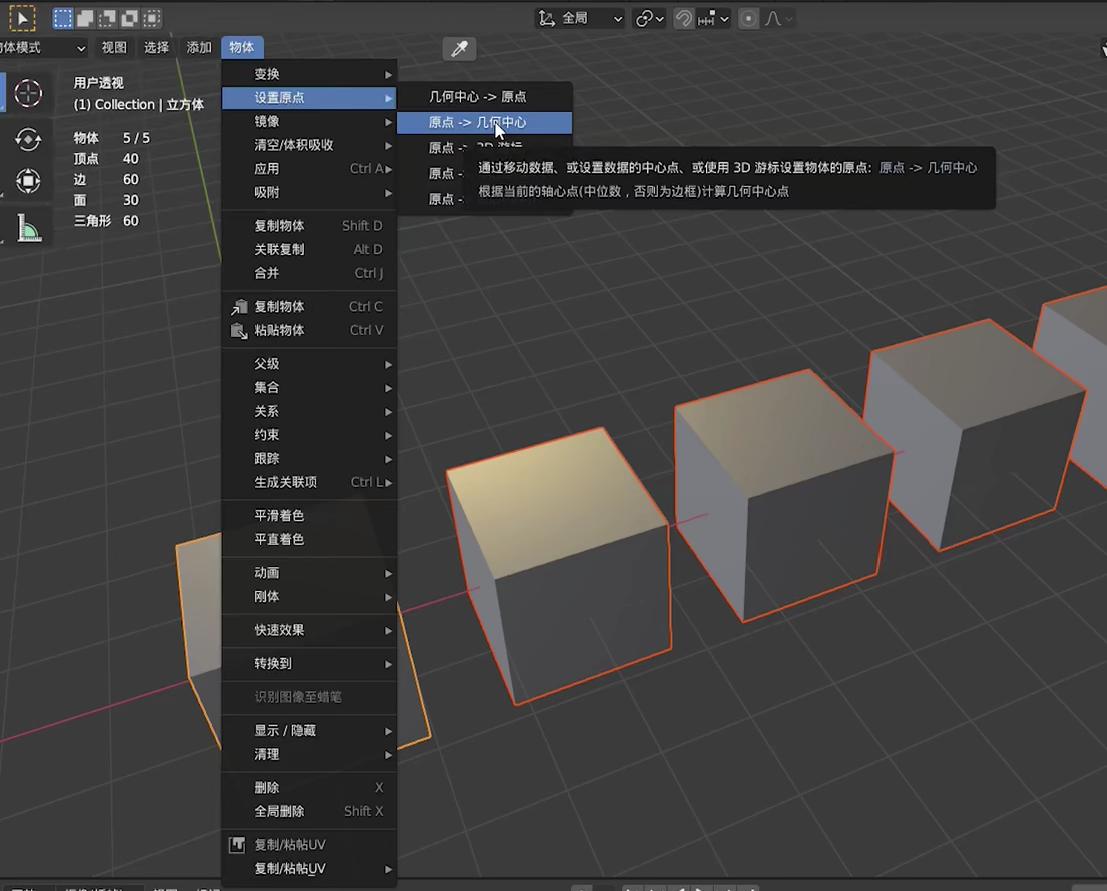 全局
体模式
视图
选择
添加
物体
用户透视
(1) Collection | 立方体
物体 5 / 5
顶点 40
边 60
面 30
三角形 60
变换
设置原点
镜像
清空/体积吸收
应用 Ctrl A
吸附
复制物体 Shift D
关联复制 Alt D
合并 Ctrl J
复制物体 Ctrl C
粘贴物体 Ctrl V
父级
集合
关系
约束
跟踪
生成关联项 Ctrl L
平滑着色
平直着色
动画
刚体
快速效果
转换到
识别图像至蜡笔
显示 / 隐藏
清理
删除 X
全局删除 Shift X
复制/粘帖UV
复制/粘帖UV
几何中心 -> 原点
原点 -> 几何中心
原点 -> 3D 游标
原点 -
原点 -
通过移动数据、或设置数据的中心点、或使用 3D 游标设置物体的原点: 原点 -> 几何中心
根据当前的轴心点(中位数，否则为边框)计算几何中心点